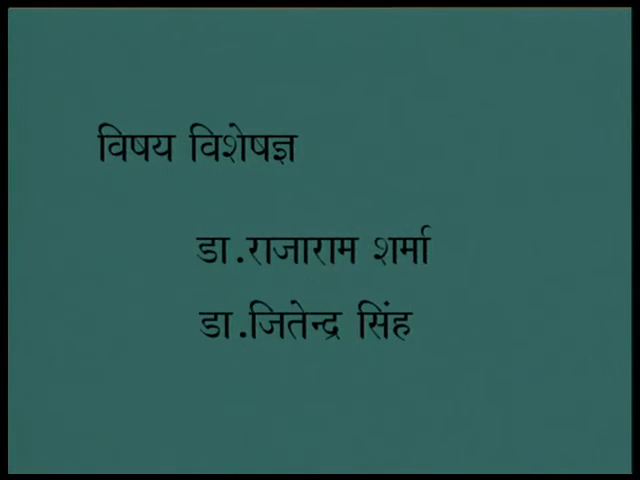 विषय विशेषज्ञ
डा.राजाराम शर्मा
डा.जितेन्द्र सिंह